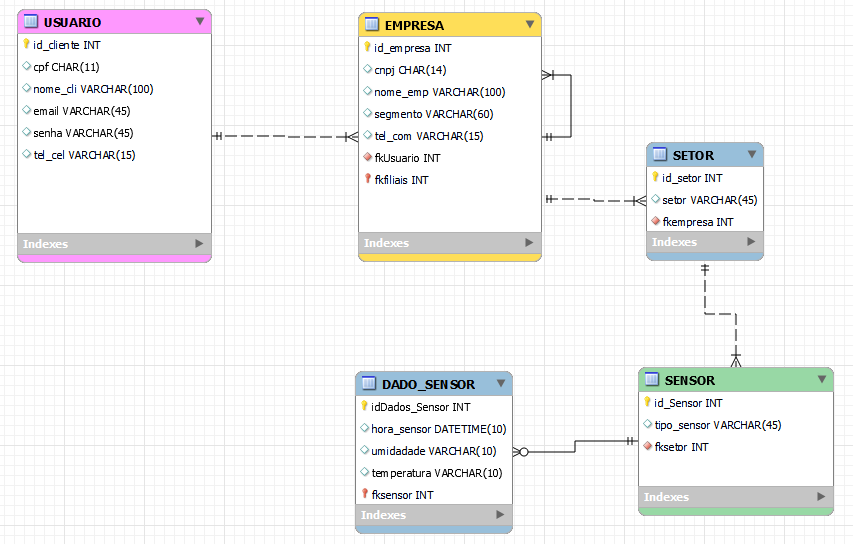 USUARIO
id_cliente INT
cpf CHAR(11)
nome_cli VARCHAR(100)
email VARCHAR(45)
senha VARCHAR(45)
tel_cel VARCHAR(15)
Indexes
EMPRESA
id_empresa INT
cnpj CHAR(14)
nome_emp VARCHAR(100)
segmento VARCHAR(60)
tel_com VARCHAR(15)
fkUsuario INT
fkfiliais INT
Indexes
SETOR
id_setor INT
setor VARCHAR(45)
fkempresa INT
Indexes
DADO_SENSOR
idDados_Sensor INT
hora_sensor DATETIME(10)
umidadade VARCHAR(10)
temperatura VARCHAR(10)
fksensor INT
Indexes
SENSOR
id_Sensor INT
tipo_sensor VARCHAR(45)
fksetor INT
Indexes